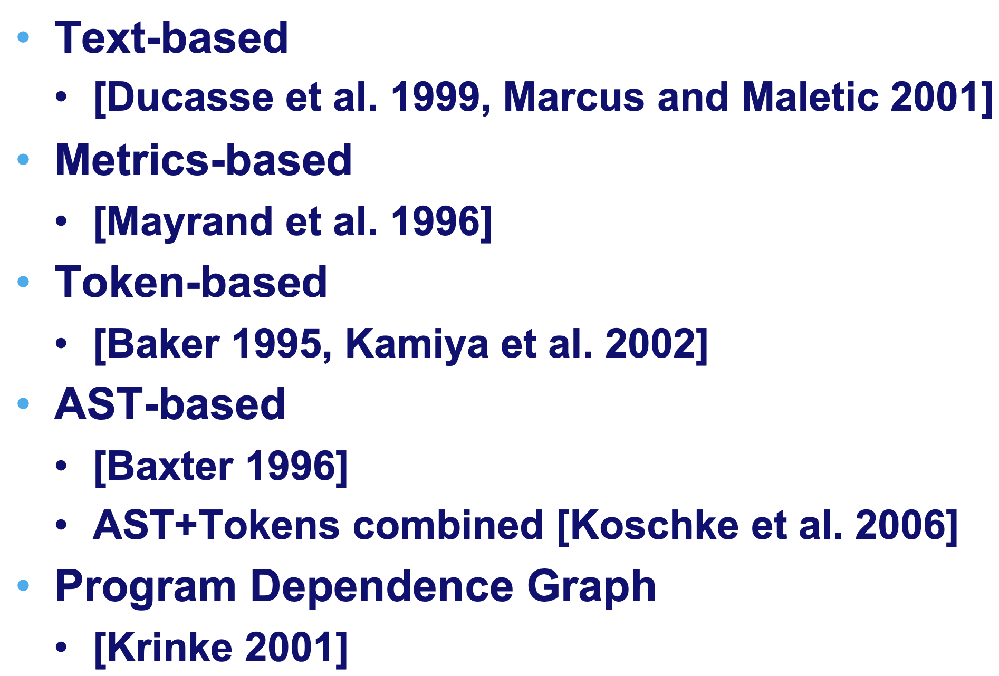 • Text-based
• [Ducasse et al. 1999, Marcus and Maletic 2001]
• Metrics-based
• [Mayrand et al. 1996]
• Token-based
• [Baker 1995, Kamiya et al. 2002]
• AST-based
• [Baxter 1996]
• AST+Tokens combined [Koschke et al. 2006]
• Program Dependence Graph
• [Krinke 2001]